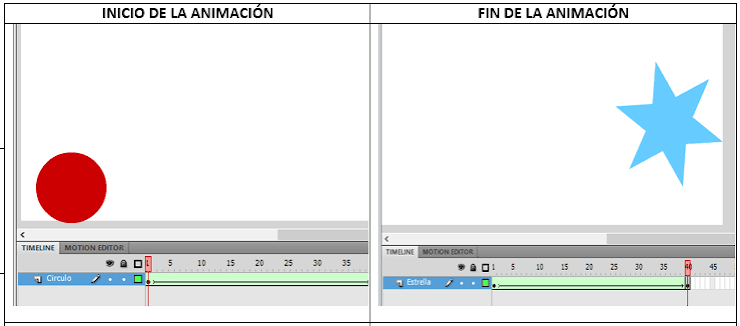 INICIO DE LA ANIMACIÓN
TIMELINE MOTION EDITOR
1 5 10 15 20 25 30 35
Circulo
FIN DE LA ANIMACIÓN
TIMELINE MOTION EDITOR
1 5 10 15 20 25 30 35 40 45
Estrella